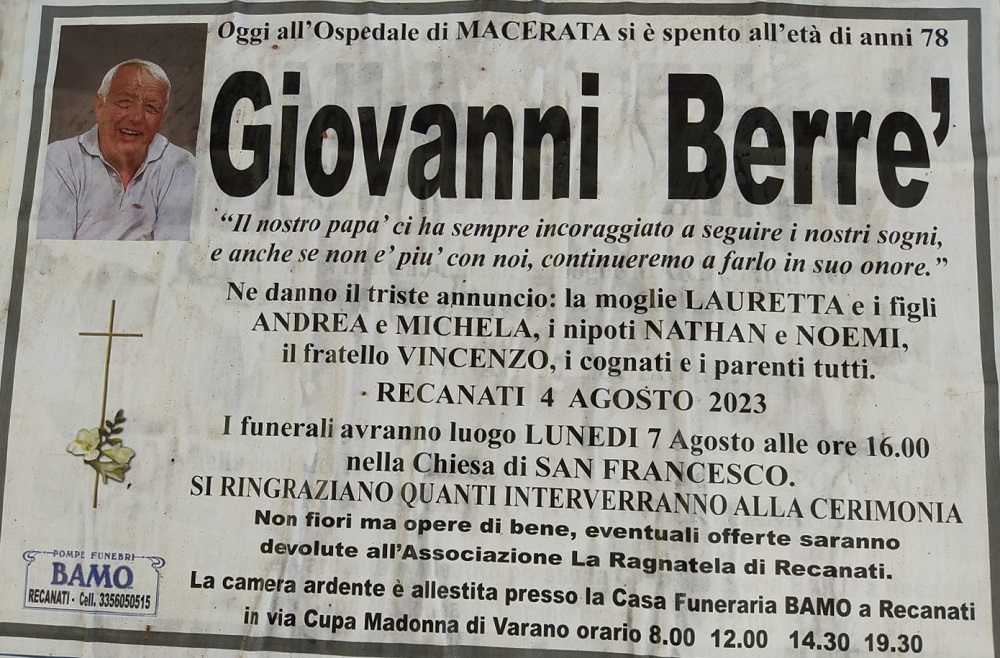 Oggi all'Ospedale di MACERATA si è spento all'età di anni 78
Giovanni Berre'
“Il nostro papa' ci ha sempre incoraggiato a seguire i nostri sogni,
e anche se non e' piu' con noi, continueremo a farlo in suo onore.”
Ne danno il triste annuncio: la moglie LAURETTA e i figli
ANDREA e MICHELA, i nipoti NATHAN e NOEMI,
il fratello VINCENZO, i cognati e i parenti tutti.
RECANATI 4 AGOSTO 2023
I funerali avranno luogo LUNEDI 7 Agosto alle ore 16.00
nella Chiesa di SAN FRANCESCO.
SI RINGRAZIANO QUANTI INTERVERRANNO ALLA CERIMONIA
Non fiori ma opere di bene, eventuali offerte saranno
devolute all'Associazione La Ragnatela di Recanati.
La camera ardente è allestita presso la Casa Funeraria BAMO a Recanati
in via Cupa Madonna di Varano orario 8.00 12.00 14.30 19.30
POMPE FUNEBRI
BAMO
RECANATI - Cell. 3356050515